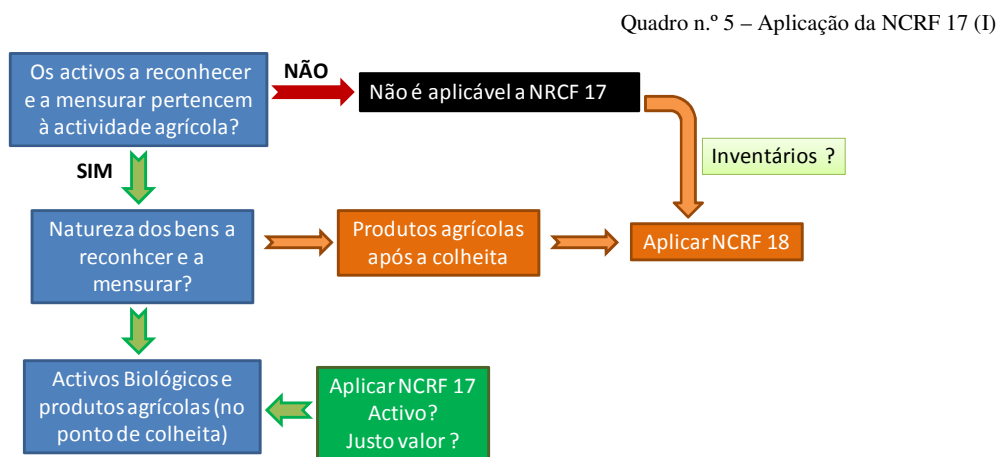 Quadro n.º 5 – Aplicação da NCRF 17 (I)
Os activos a reconhecer
e a mensurar pertencem
à actividade agrícola?
NÃO
Não é aplicável a NRCF 17
Inventários ?
SIM
Natureza dos bens a
reconhcer e a
mensurar?
Produtos agrícolas
após a colheita
Aplicar NCRF 18
Activos Biológicos e
produtos agrícolas (no
ponto de colheita)
Aplicar NCRF 17
Activo?
Justo valor ?